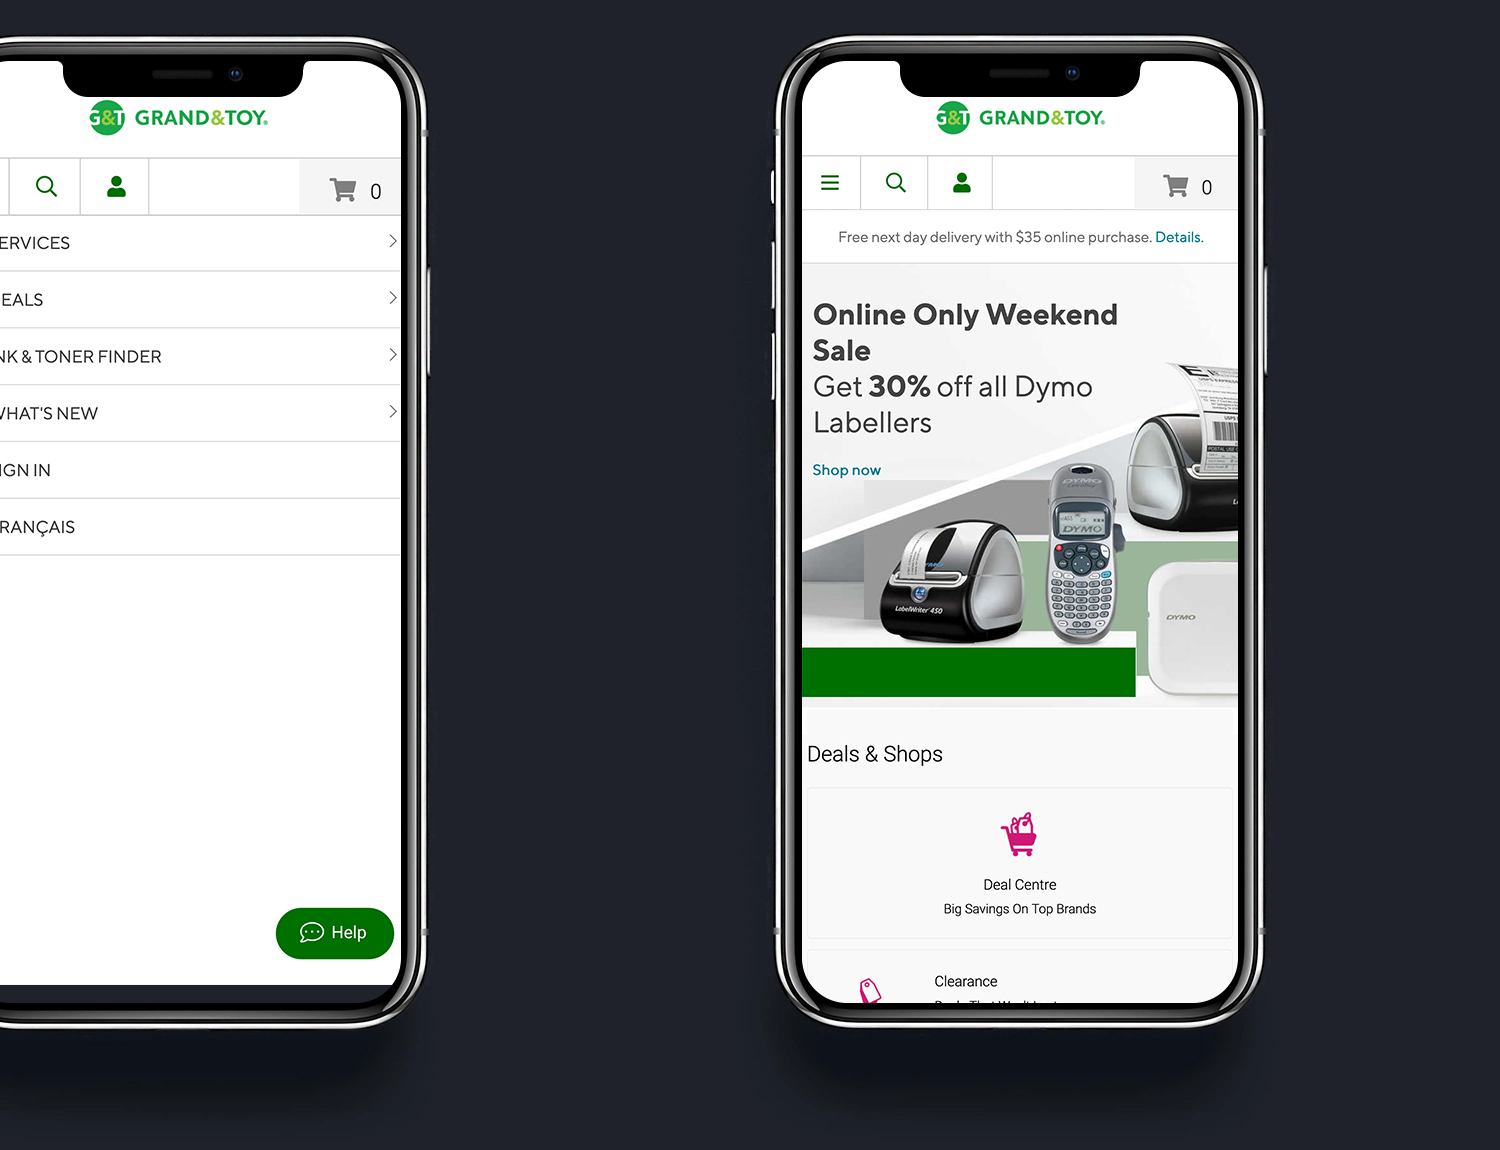 G&T GRAND&TOY®
0
ERVICES
EALS
NK & TONER FINDER
WHAT'S NEW
IGN IN
RANÇAIS
Help
G&T GRAND&TOY®
0
Free next day delivery with $35 online purchase. Details.
Online Only Weekend
Sale
Get 30% off all Dymo
Labellers
Shop now
DYMO
DYMO
LabelWriter 450
DYMO
Deals & Shops
Deal Centre
Big Savings On Top Brands
Clearance